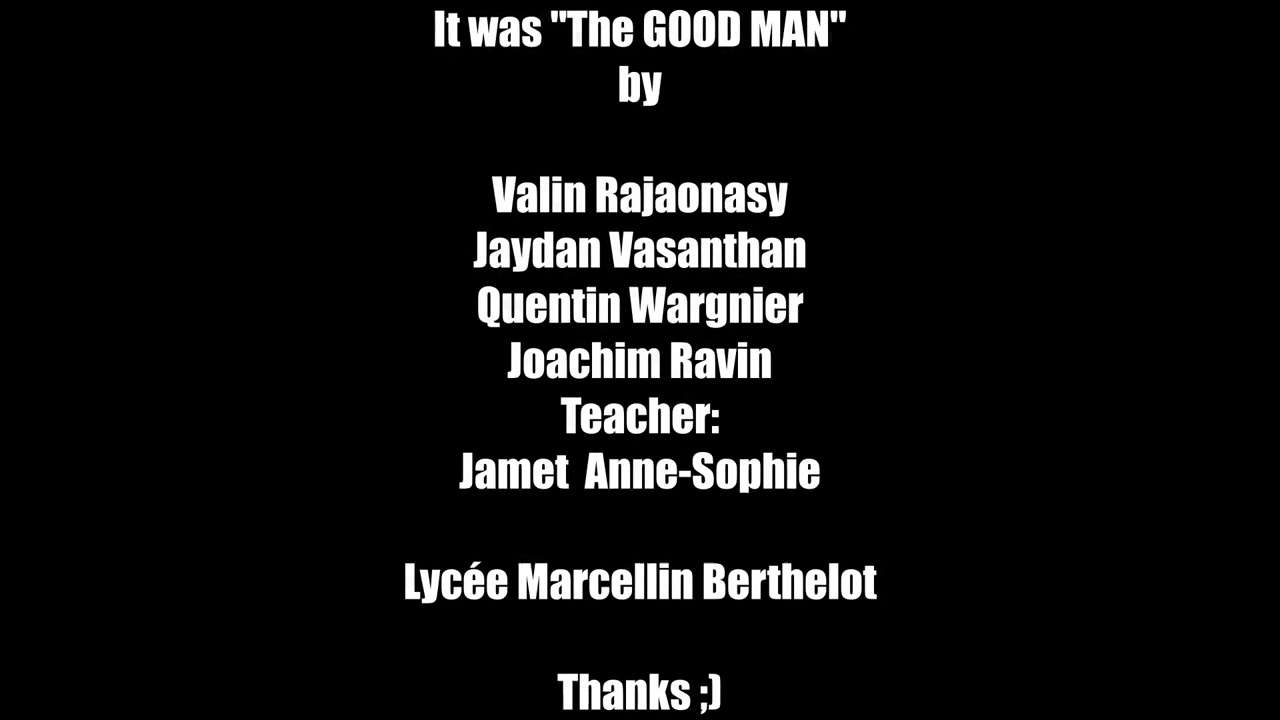 It was "The GOOD MAN"
by
Valin Rajaonasy
Jaydan Vasanthan
Quentin Wargnier
Joachim Ravin
Teacher:
Jamet  Anne-Sophie
Lycée Marcellin Berthelot
Thanks ;)